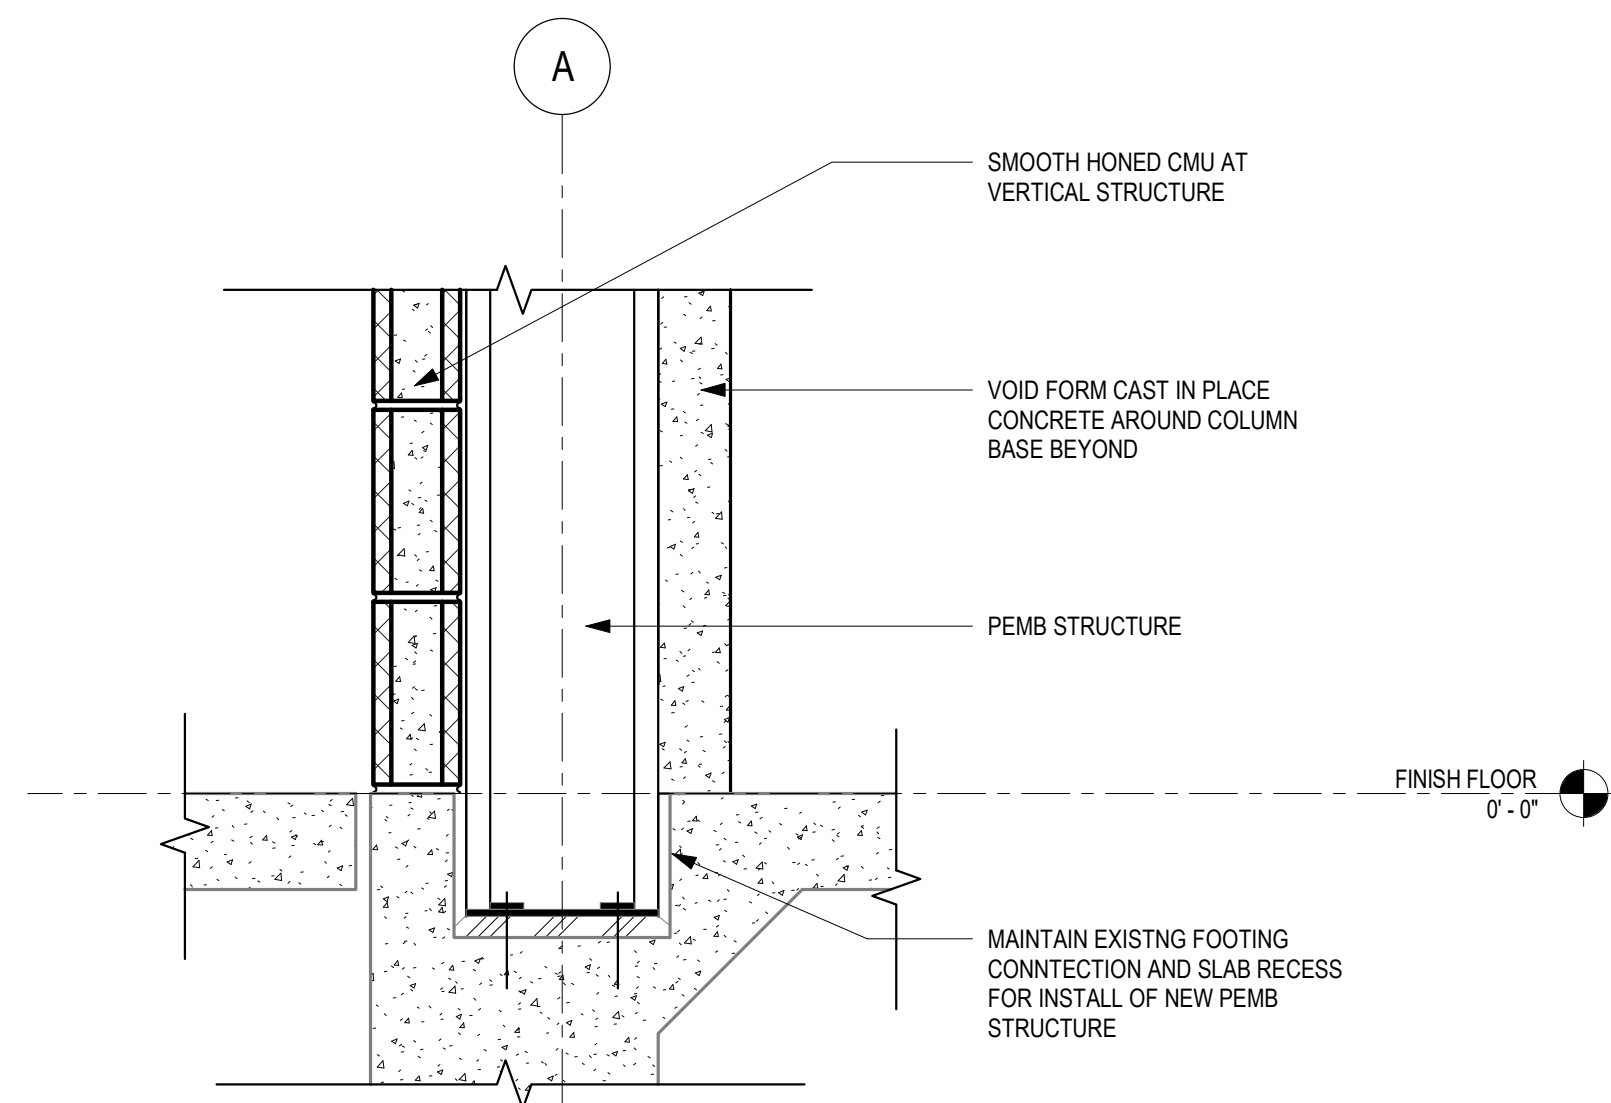 A
SMOOTH HONED CMU AT
VERTICAL STRUCTURE
VOID FORM CAST IN PLACE
CONCRETE AROUND COLUMN
BASE BEYOND
PEMB STRUCTURE
FINISH FLOOR
0' - 0"
MAINTAIN EXISTNG FOOTING
CONNTECTION AND SLAB RECESS
FOR INSTALL OF NEW PEMB
STRUCTURE